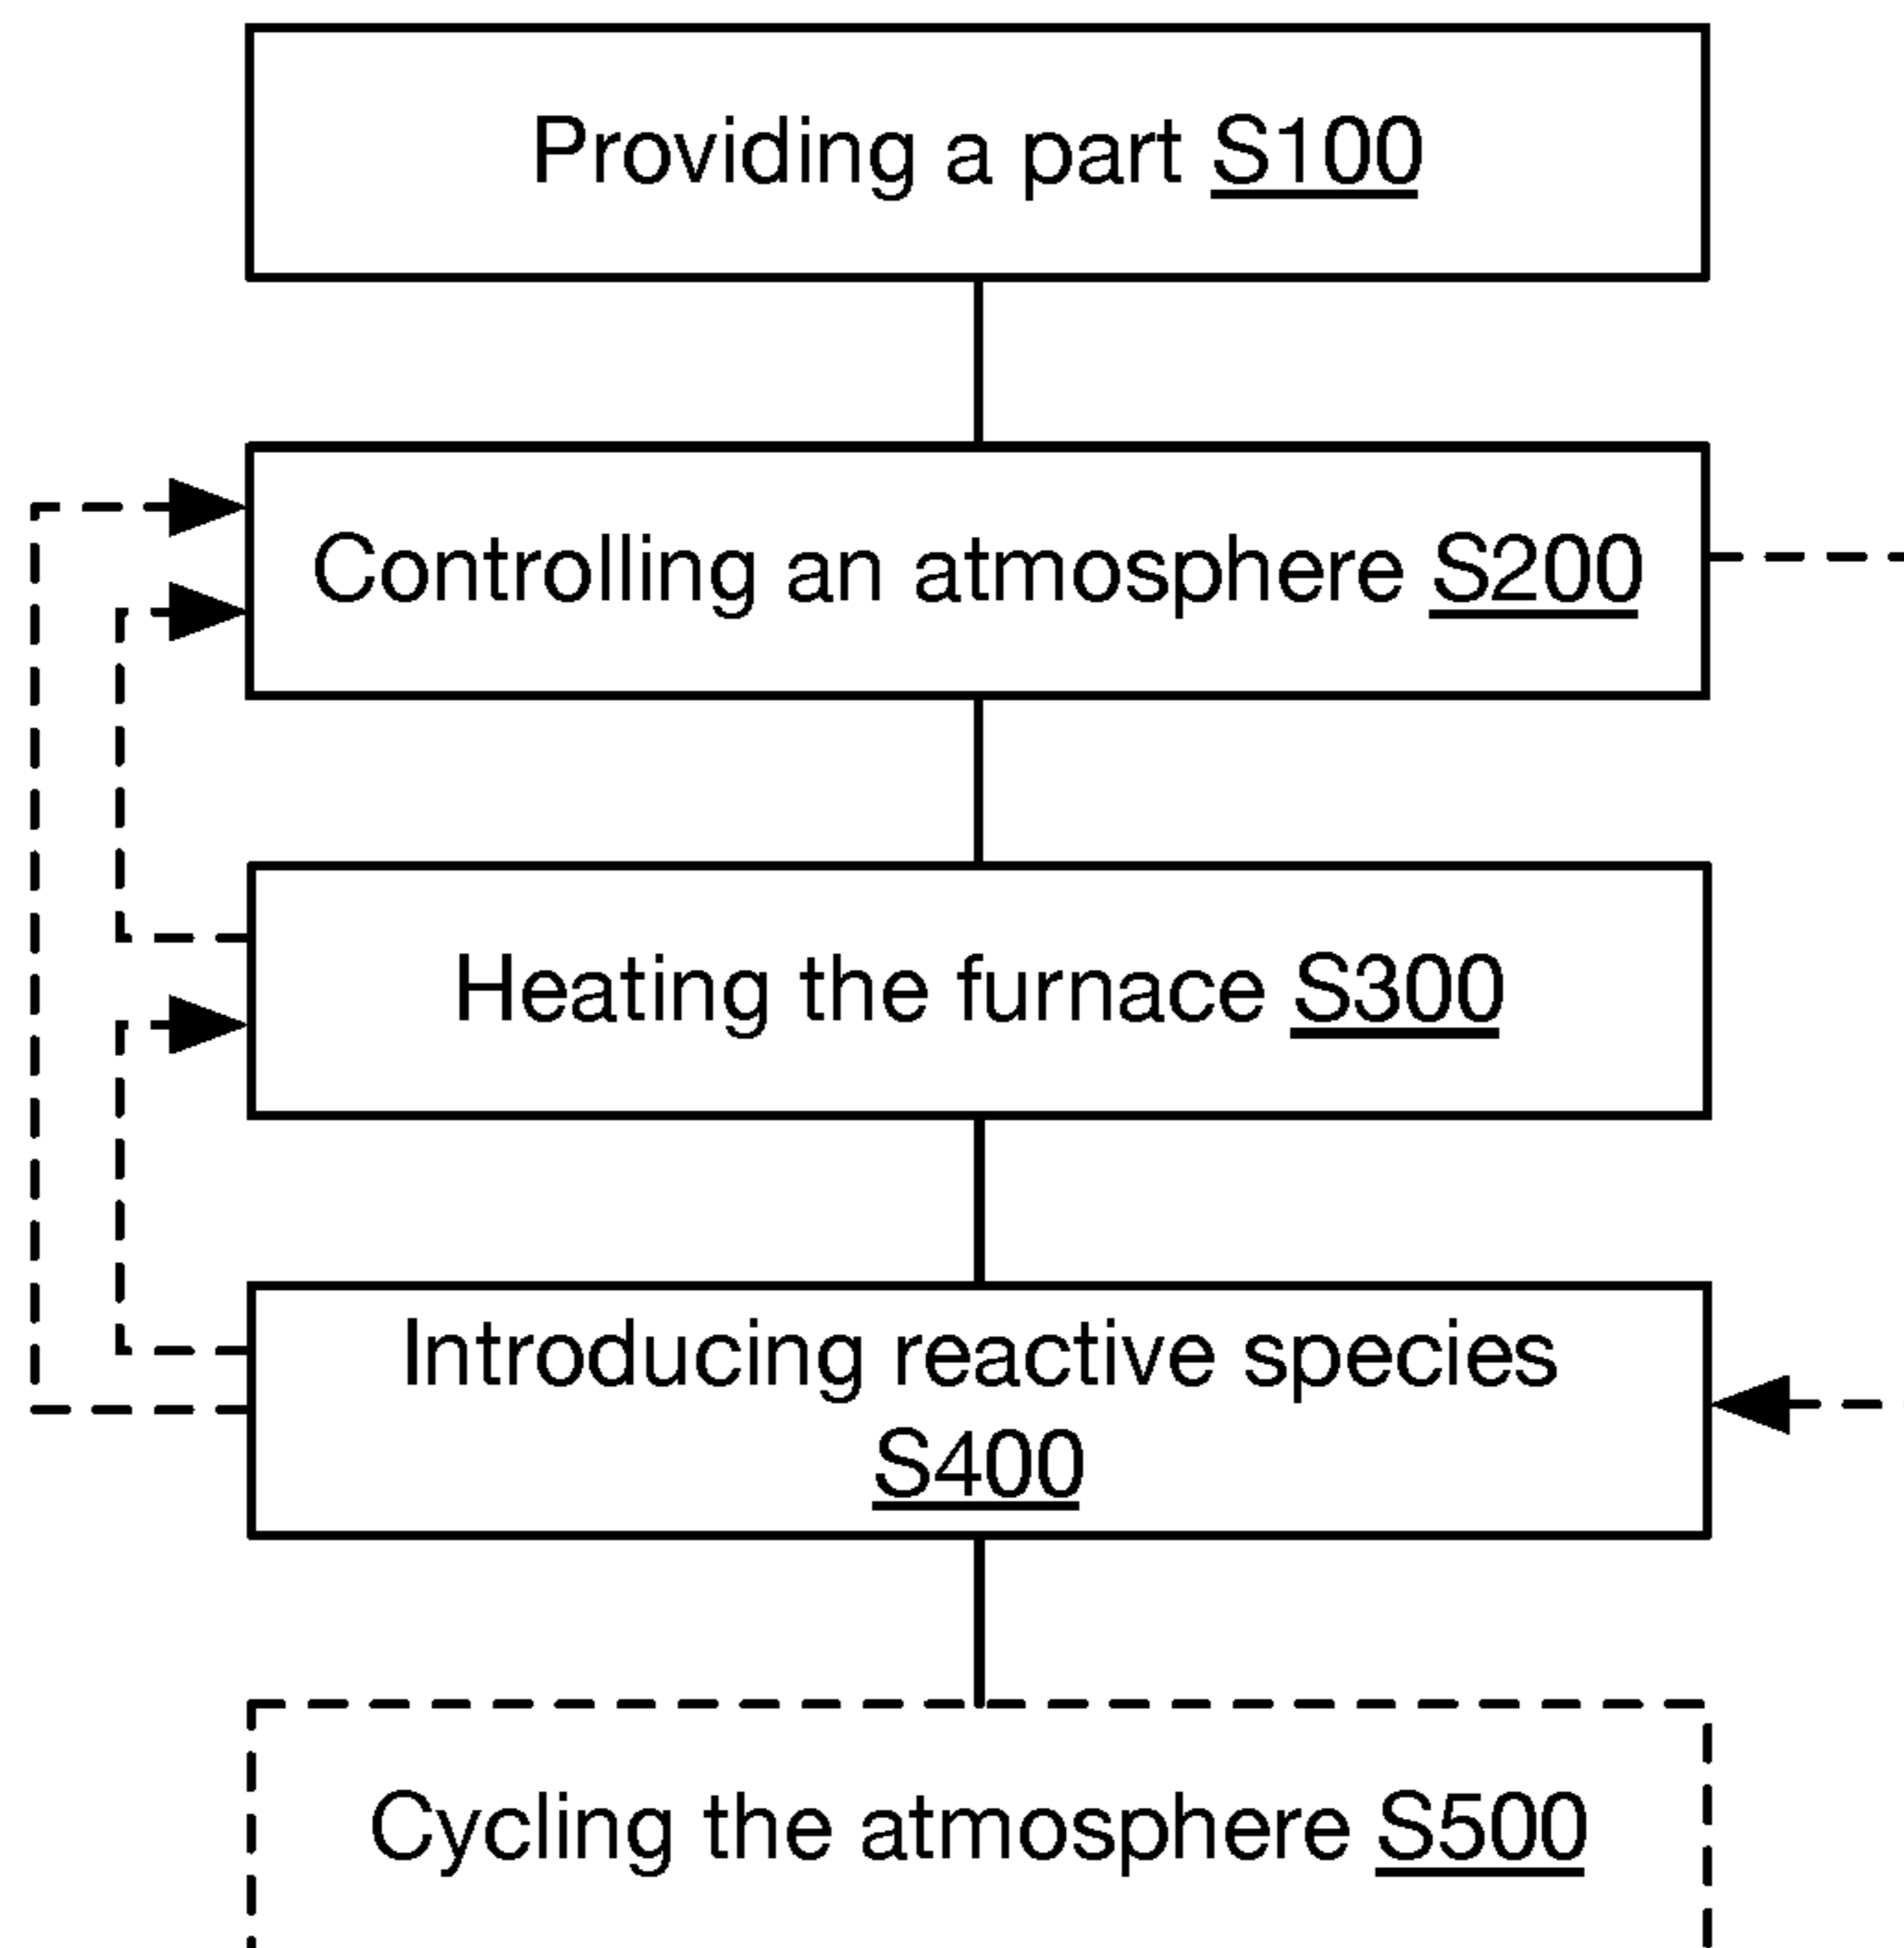 Providing a part S100
Controlling an atmosphere S200
Heating the furnace S300
Introducing reactive species
S400
Cycling the atmosphere S500